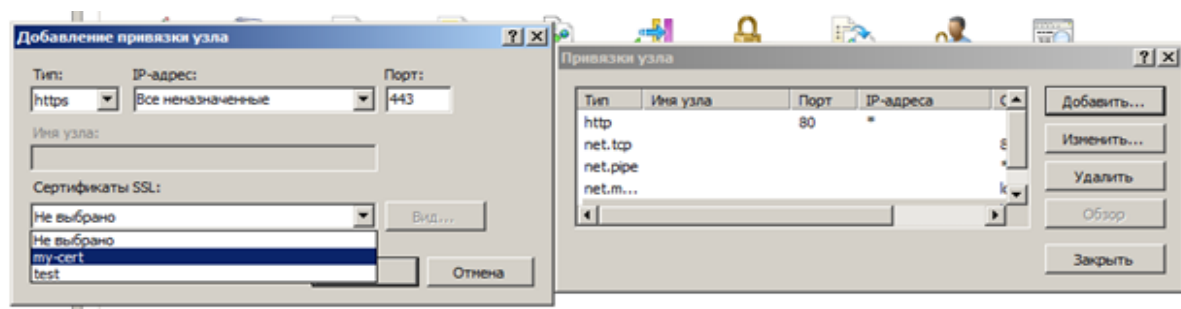 Добавление привязки узла
Тип: IP-адрес: Порт:
https Все неназначенные 443
Имя узла:
Сертификаты SSL:
Не выбрано Вид...
Не выбрано
my-cert
test
Отмена
Привязки узла
Тип Имя узла Порт IP-адреса
http 80 *
net.tcp
net.pipe
net.m...
Добавить...
Изменить...
Удалить
Обзор
Закрыть